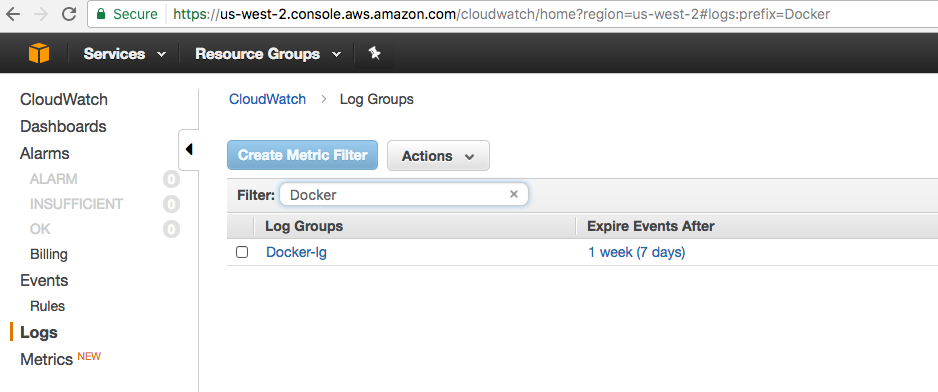 Secure https://us-west-2.console.aws.amazon.com/cloudwatch/home?region=us-west-2#logs:prefix=Docker
Services Resource Groups
CloudWatch
Dashboards
Alarms
ALARM 0
INSUFFICIENT 0
OK 0
Billing
Events
Rules
Logs
Metrics NEW
CloudWatch > Log Groups
Create Metric Filter Actions
Filter: Docker ×
Log Groups Expire Events After
Docker-lg 1 week (7 days)